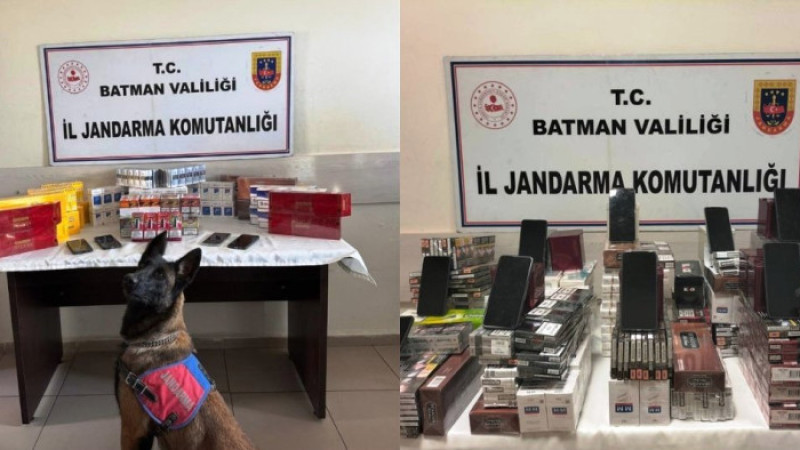 T.C.
BATMAN VALİLİĞİ
İL JANDARMA KOMUTANLIĞI
T.C.
BATMAN VALİLİĞİ
İL JANDARMA KOMUTANLIĞI